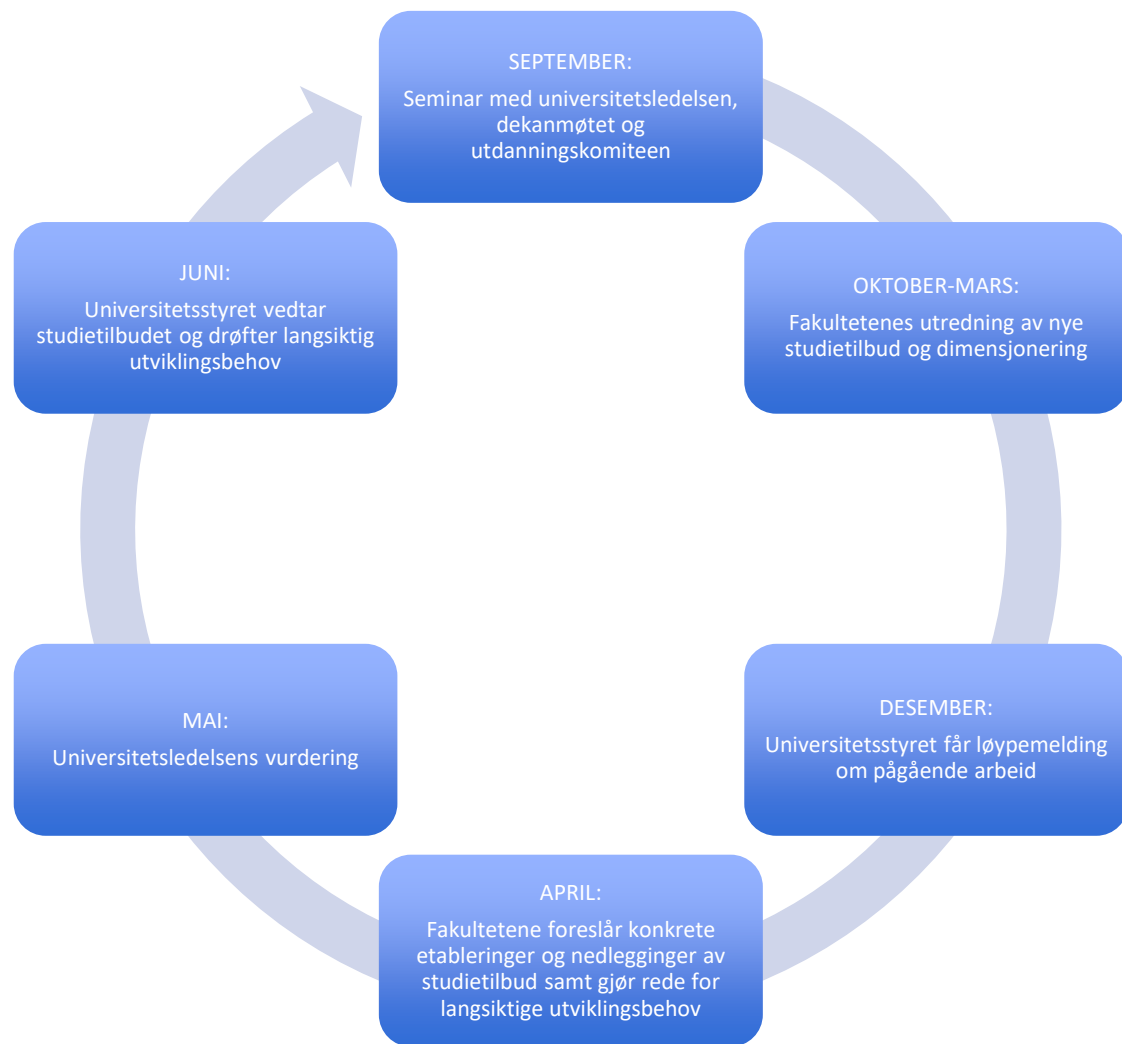 SEPTEMBER:
Seminar med universitetsledelsen,
dekanmøtet og
utdanningskomiteen
OKTOBER-MARS:
Fakultetenes utredning av nye
studietilbud og dimensjonering
DESEMBER:
Universitetsstyret får løypemelding
om pågående arbeid
APRIL:
Fakultetene foreslår konkrete
etableringer og nedlegginger av
studietilbud samt gjør rede for
langsiktige utviklingsbehov
MAI:
Universitetsledelsens vurdering
JUNI:
Universitetsstyret vedtar
studietilbudet og drøfter langsiktig
utviklingsbehov